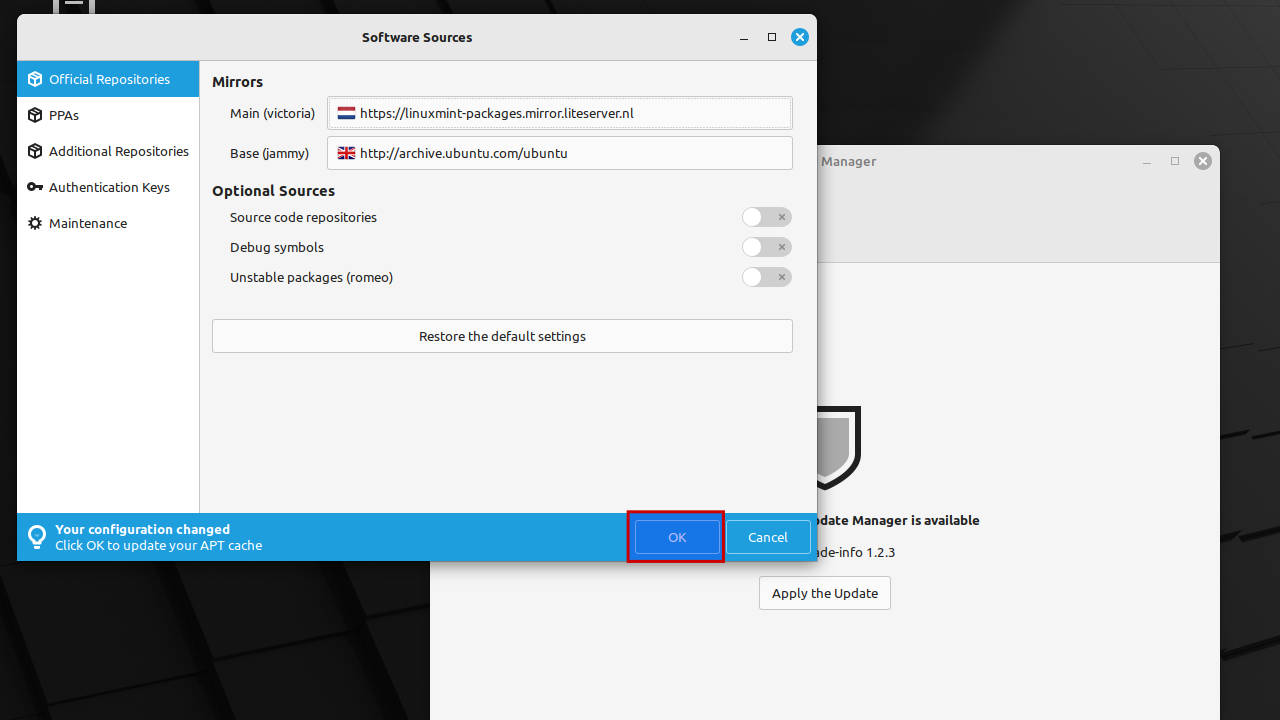 Software Sources
Official Repositories
PPAs
Additional Repositories
Authentication Keys
Maintenance
Mirrors
Main (victoria)
https://linuxmint-packages.mirror.liteserver.nl
Base (jammy)
http://archive.ubuntu.com/ubuntu
Optional Sources
Source code repositories
Debug symbols
Unstable packages (romeo)
Restore the default settings
Your configuration changed
Click OK to update your APT cache
OK
Cancel
Manager
Manager is available
1.2.3
Apply the Update